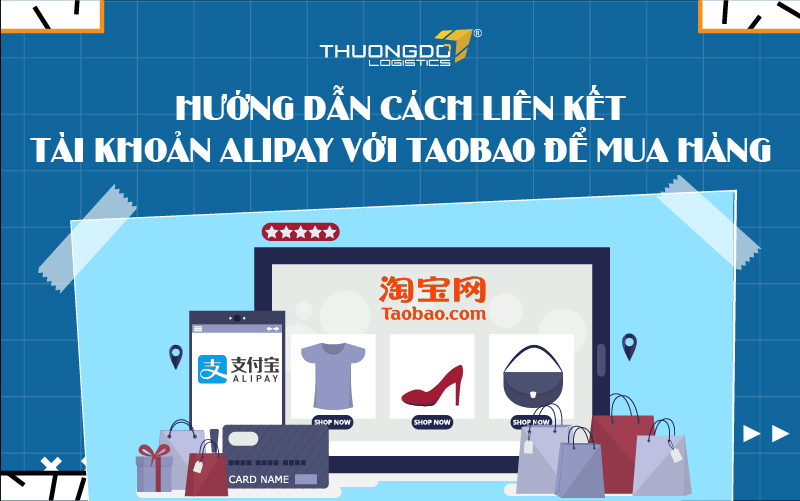 THUONGDO
®
LOGISTICS
HƯỚNG DẪN CÁCH LIÊN KẾT
TÀI KHOẢN ALIPAY VỚI TAOBAO ĐỂ MUA HÀNG
淘宝网
Taobao.com
支 支付宝
ALIPAY
SHOP NOW SHOP NOW SHOP NOW
CARD NAME